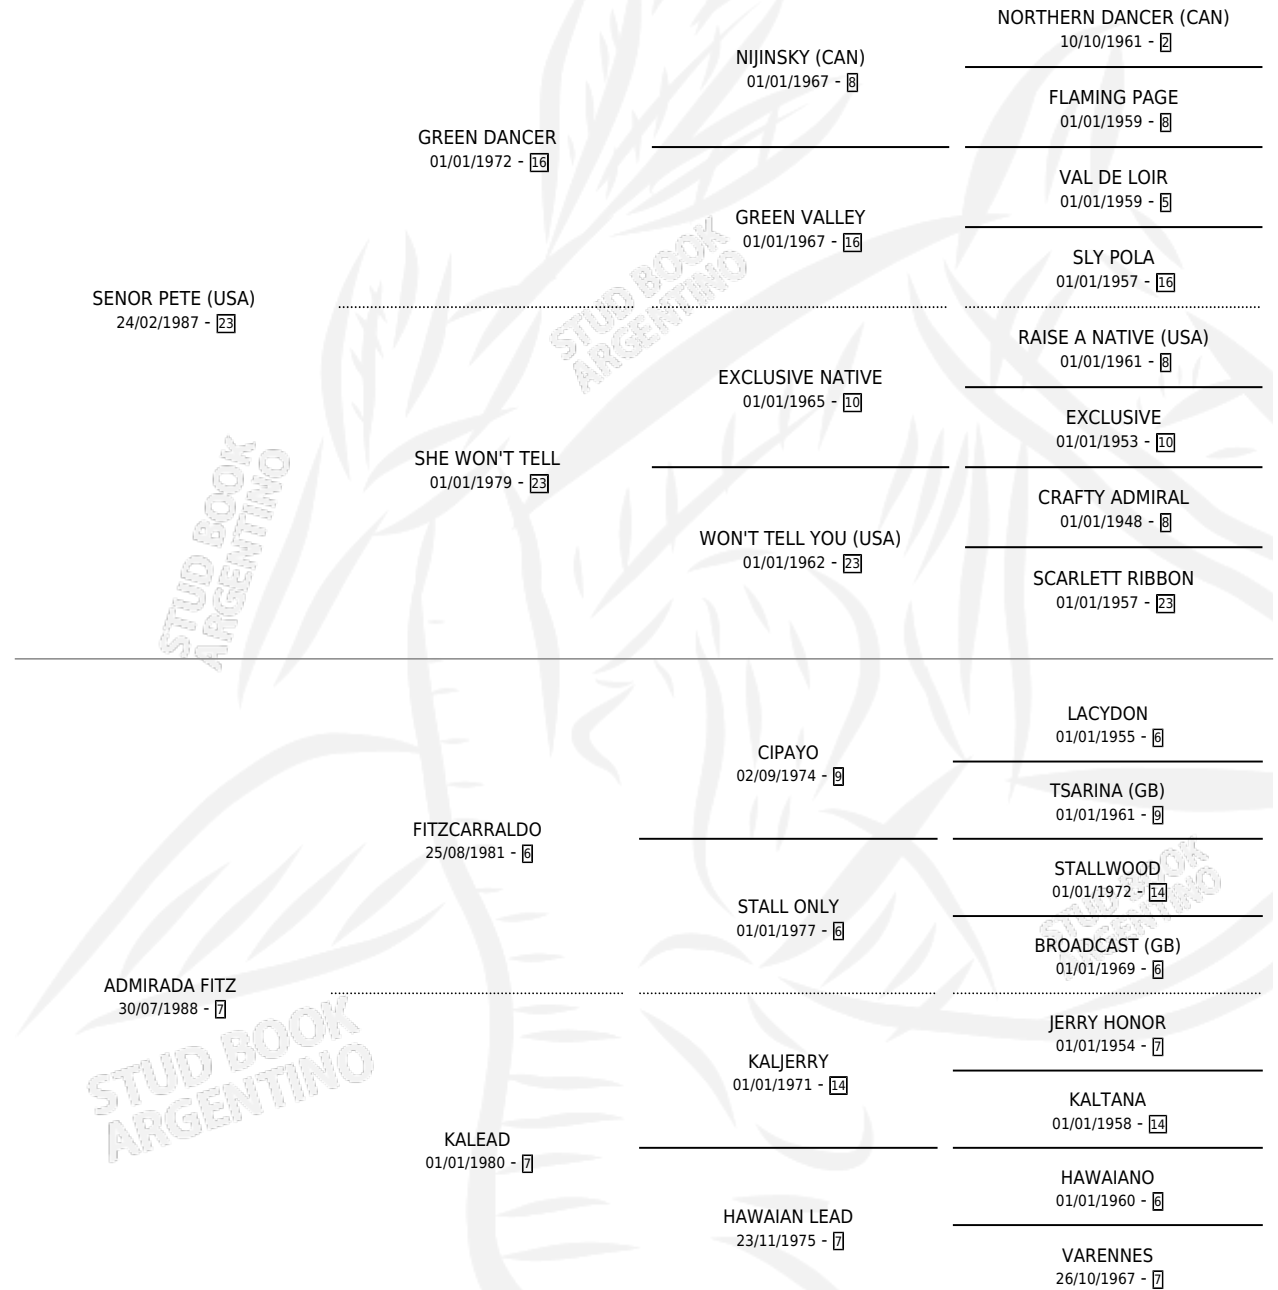 NORTHERN DANCER (CAN)
10/10/1961 - 2
NIJINSKY (CAN)
01/01/1967 - 8
FLAMING PAGE
01/01/1959 - 8
GREEN DANCER
01/01/1972 - 16
VAL DE LOIR
01/01/1959 - 5
GREEN VALLEY
01/01/1967 - 16
SLY POLA
01/01/1957 - 16
SENOR PETE (USA)
24/02/1987 - 23
RAISE A NATIVE (USA)
01/01/1961 - 8
EXCLUSIVE NATIVE
01/01/1965 - 10
EXCLUSIVE
01/01/1953 - 10
SHE WON'T TELL
01/01/1979 - 23
CRAFTY ADMIRAL
01/01/1948 - 8
WON'T TELL YOU (USA)
01/01/1962 - 23
SCARLETT RIBBON
01/01/1957 - 23
LACYDON
01/01/1955 - 6
CIPAYO
02/09/1974 - 9
TSARINA (GB)
01/01/1961 - 9
FITZCARRALDO
25/08/1981 - 6
STALLWOOD
01/01/1972 - 14
STALL ONLY
01/01/1977 - 6
BROADCAST (GB)
01/01/1969 - 6
ADMIRADA FITZ
30/07/1988 - 7
JERRY HONOR
01/01/1954 - 7
KALJERRY
01/01/1971 - 14
KALTANA
01/01/1958 - 14
KALEAD
01/01/1980 - 7
HAWAIANO
01/01/1960 - 6
HAWAIAN LEAD
23/11/1975 - 7
VARENNES
26/10/1967 - 7
STUD BOOK
ARGENTINO
STUD BOOK
ARGENTINO
STUD BOOK
ARGENTINO
STUD BOOK
ARGENTINO